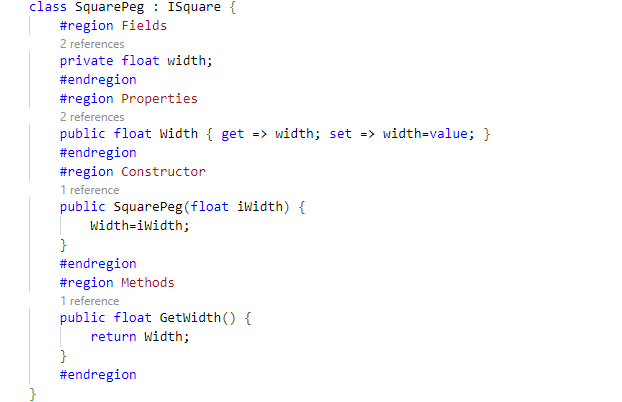 class SquarePeg : ISquare {
#region Fields
2 references
private float width;
#endregion
#region Properties
2 references
public float Width { get => width; set => width=value; }
#endregion
#region Constructor
1 reference
public SquarePeg(float iWidth) {
Width=iWidth;
}
#endregion
#region Methods
1 reference
public float GetWidth() {
return Width;
}
#endregion
}